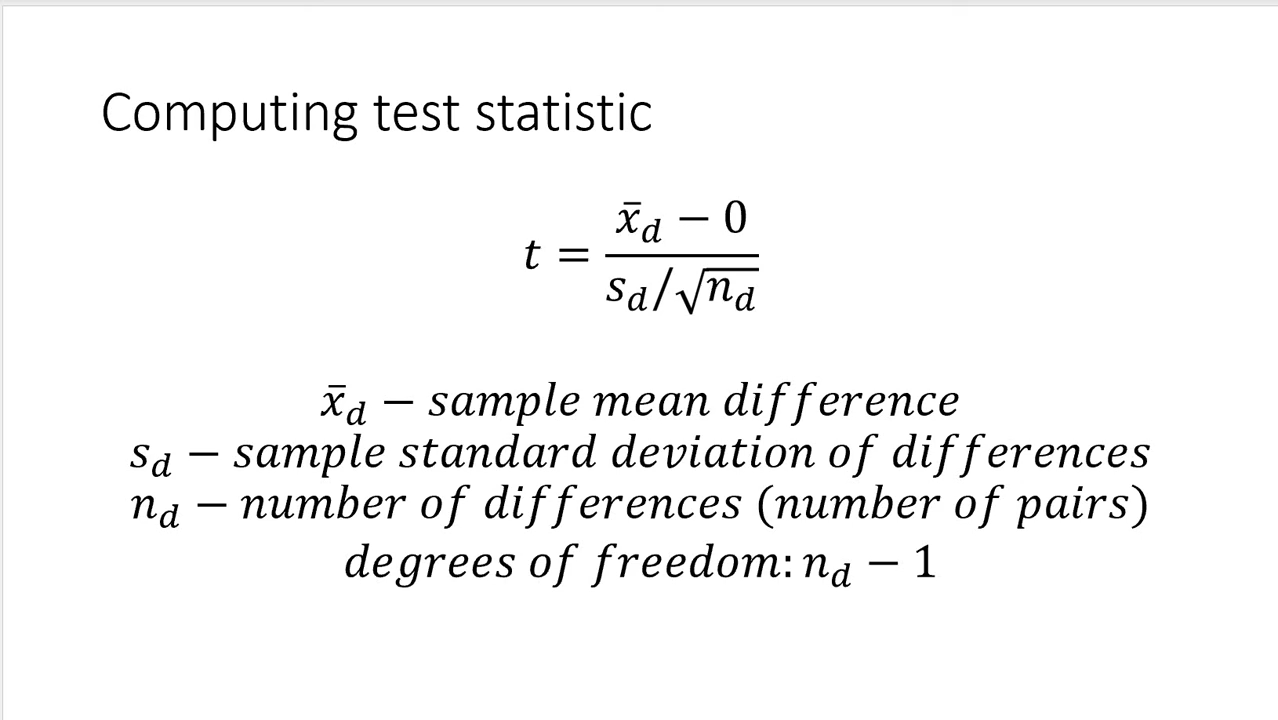 Computing test statistic
t = (x̄_d − 0) / (s_d/√n_d)
x̄_d − sample mean difference
s_d − sample standard deviation of differences
n_d − number of differences (number of pairs)
degrees of freedom: n_d − 1